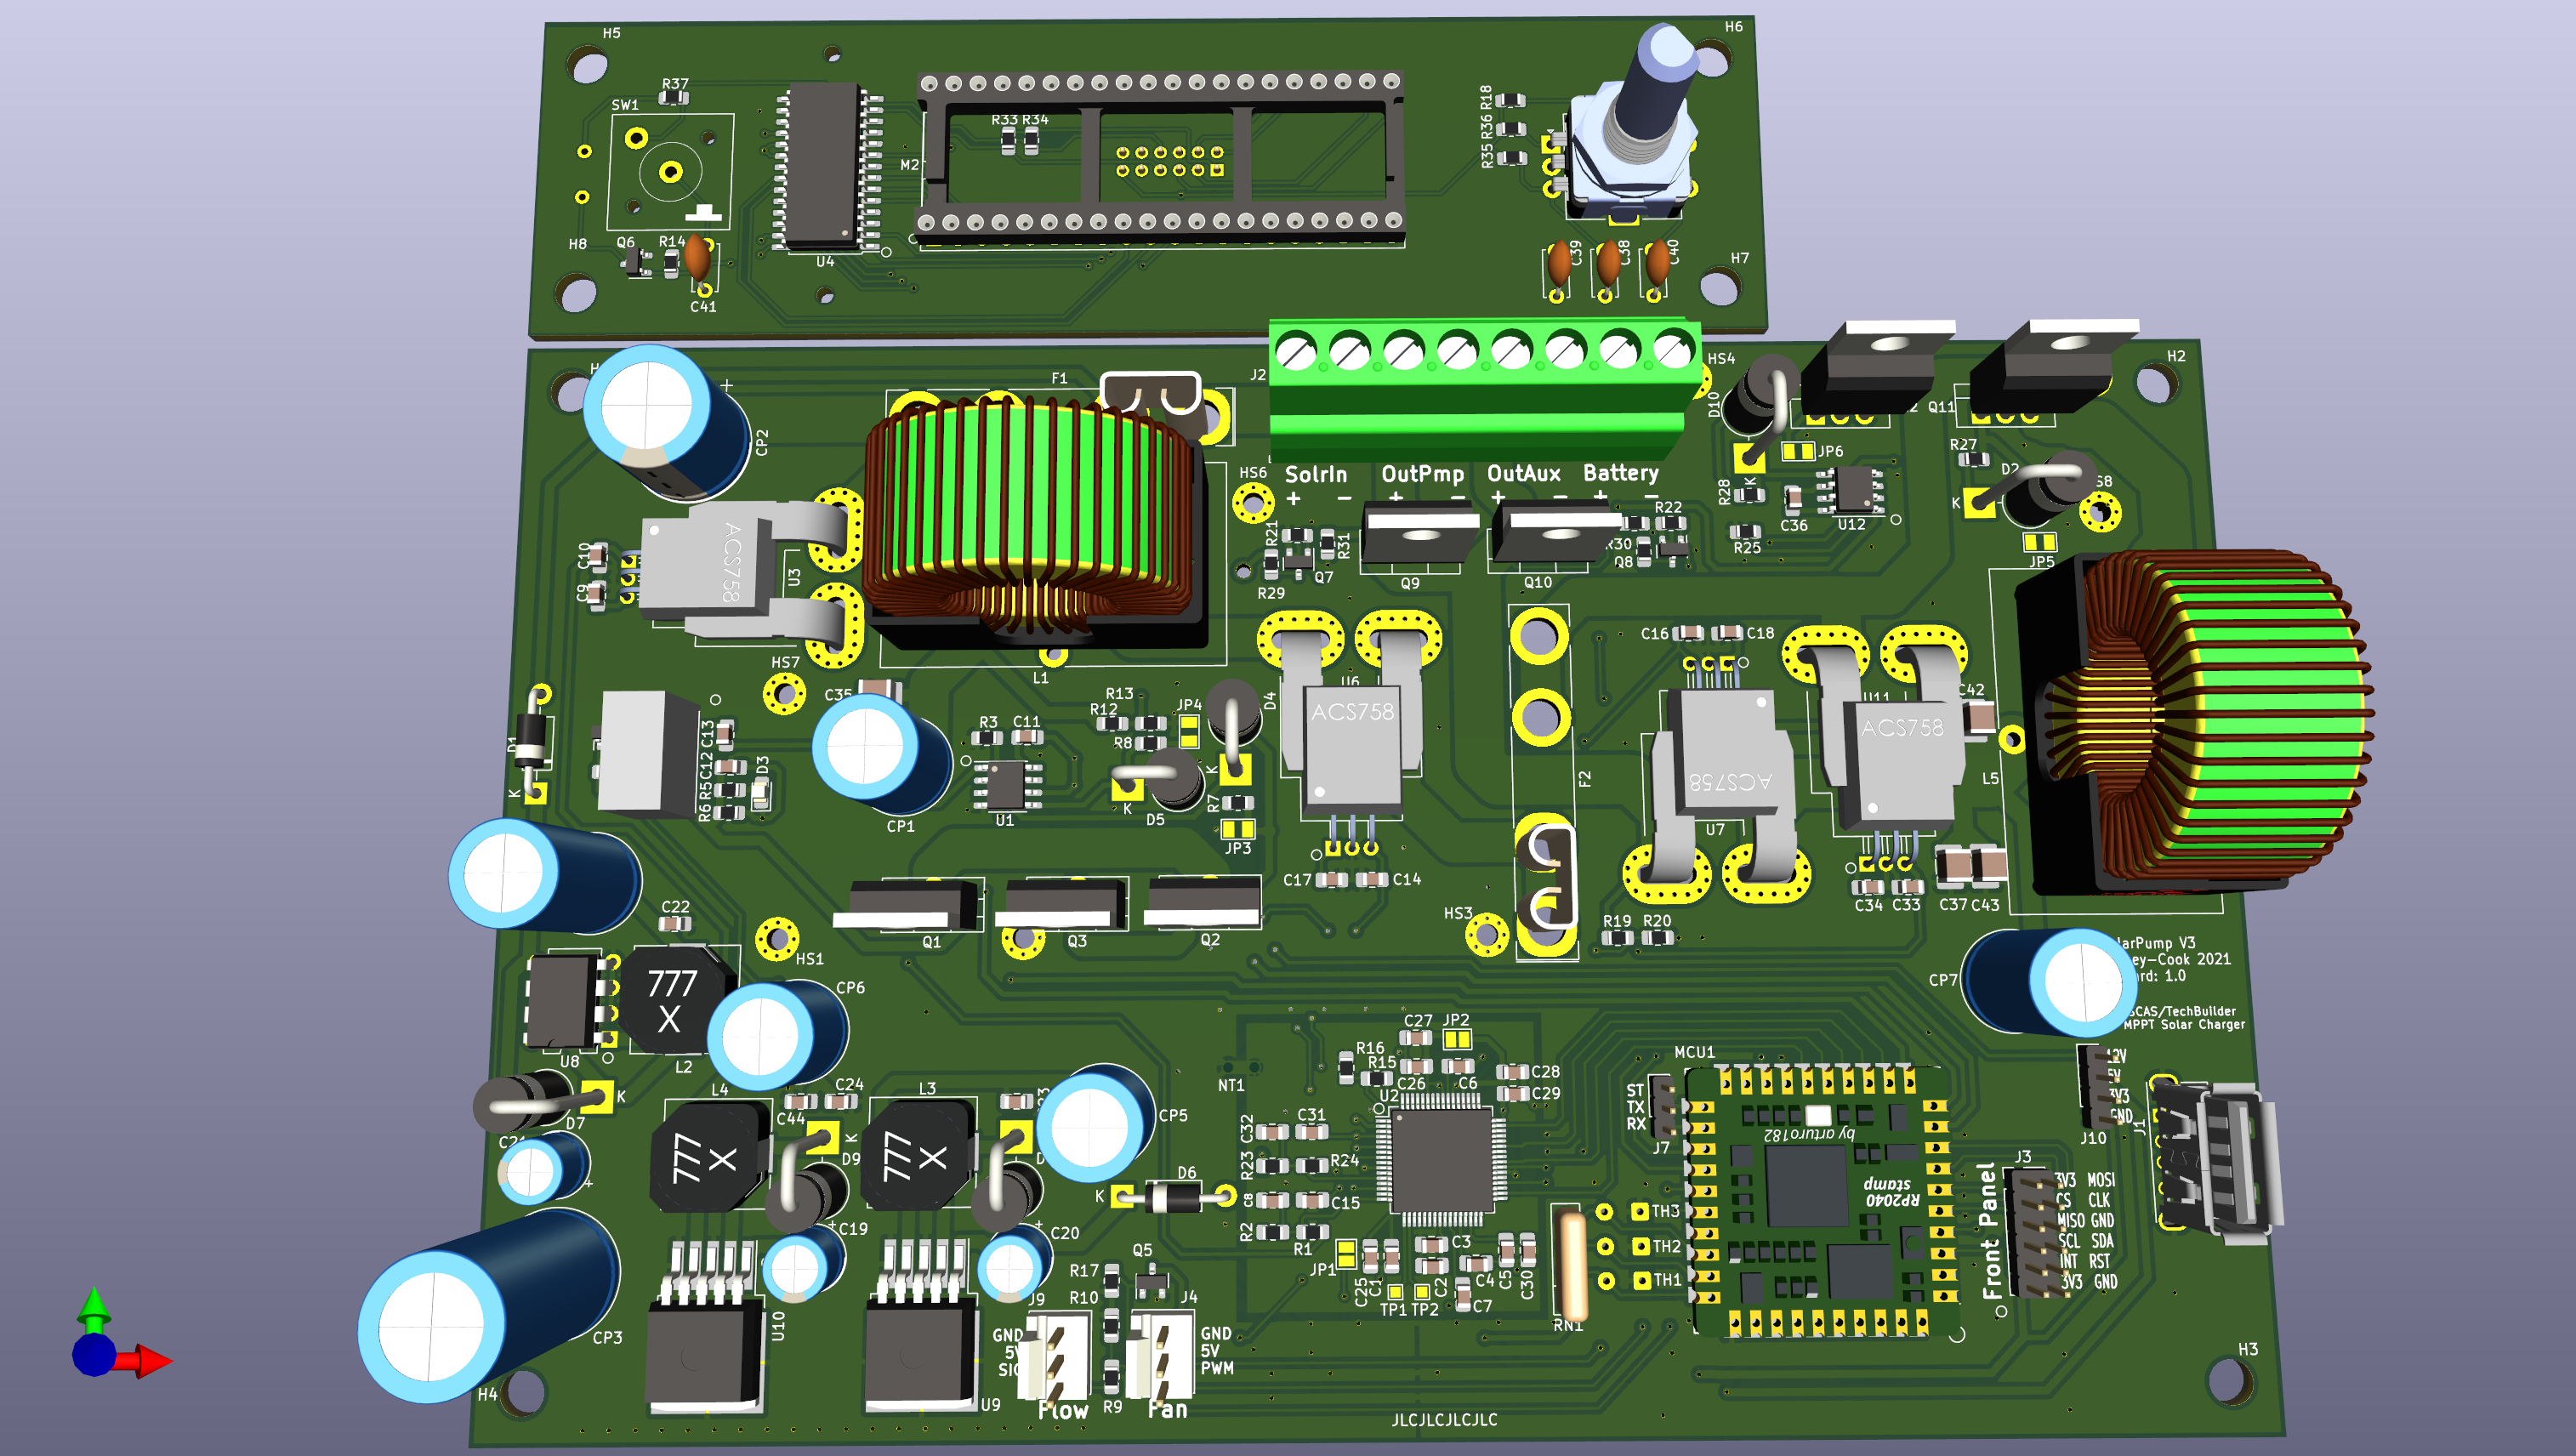 H5
H6
R37
SW1
R33 R34
M2
R18
R36
R35
H8
Q6
R14
U4
C41
C39
C38
C40
H7
F1
J2
HS4
H2
+
CP2
D10
Q11
JP6
R27
HS6
SolrIn OutPmp OutAux Battery
+ − + − + − + −
R28
K
C36
U12
K
R22
R21
R31
R30
Q8
R25
JP5
C10
C9
ACS758
U3
Q7
Q9
Q10
R29
C16
C18
HS7
L1
U6
U11
C42
C35
R13
R12
JP4
D4
R8
R3
C11
ACS758
ACS758
ACS758
D1
C13
C12
D3
R5
R6
K
K
K
D5
R7
JP3
U1
CP1
F2
L5
U7
C17
C14
C34
C33
C37
C43
C22
Q1
Q3
Q2
HS3
R19
R20
HS1
777
X
CP6
U8
L2
CP7
ey-Cook 2021
TechBuilder
MPPT Solar Charger
C27
JP2
R16
R15
C26
C6
C28
C29
U2
NT1
MCU1
ST
TX
RX
J7
K
D7
L4
C44
C24
L3
777
X
777
X
K
D9
CP5
C32
C31
R23
R24
D6
K
C8
C15
R2
R1
by arturo182
RP2040
stamp
J10
J1
J3
Front Panel
3V3 MOSI
CS CLK
MISO GND
SCL SDA
INT RST
3V3 GND
TH3
TH2
TH1
+
C19
+
C20
Q5
R17
R10
J9
J4
JP1
C25
C1
C3
C2
C4
C5
C30
C7
TP1 TP2
RN1
CP3
H4
U10
U9
GND
5V
GND
5V
PWM
R9
Flow
Fan
JLCJLCJLCJLC
H3